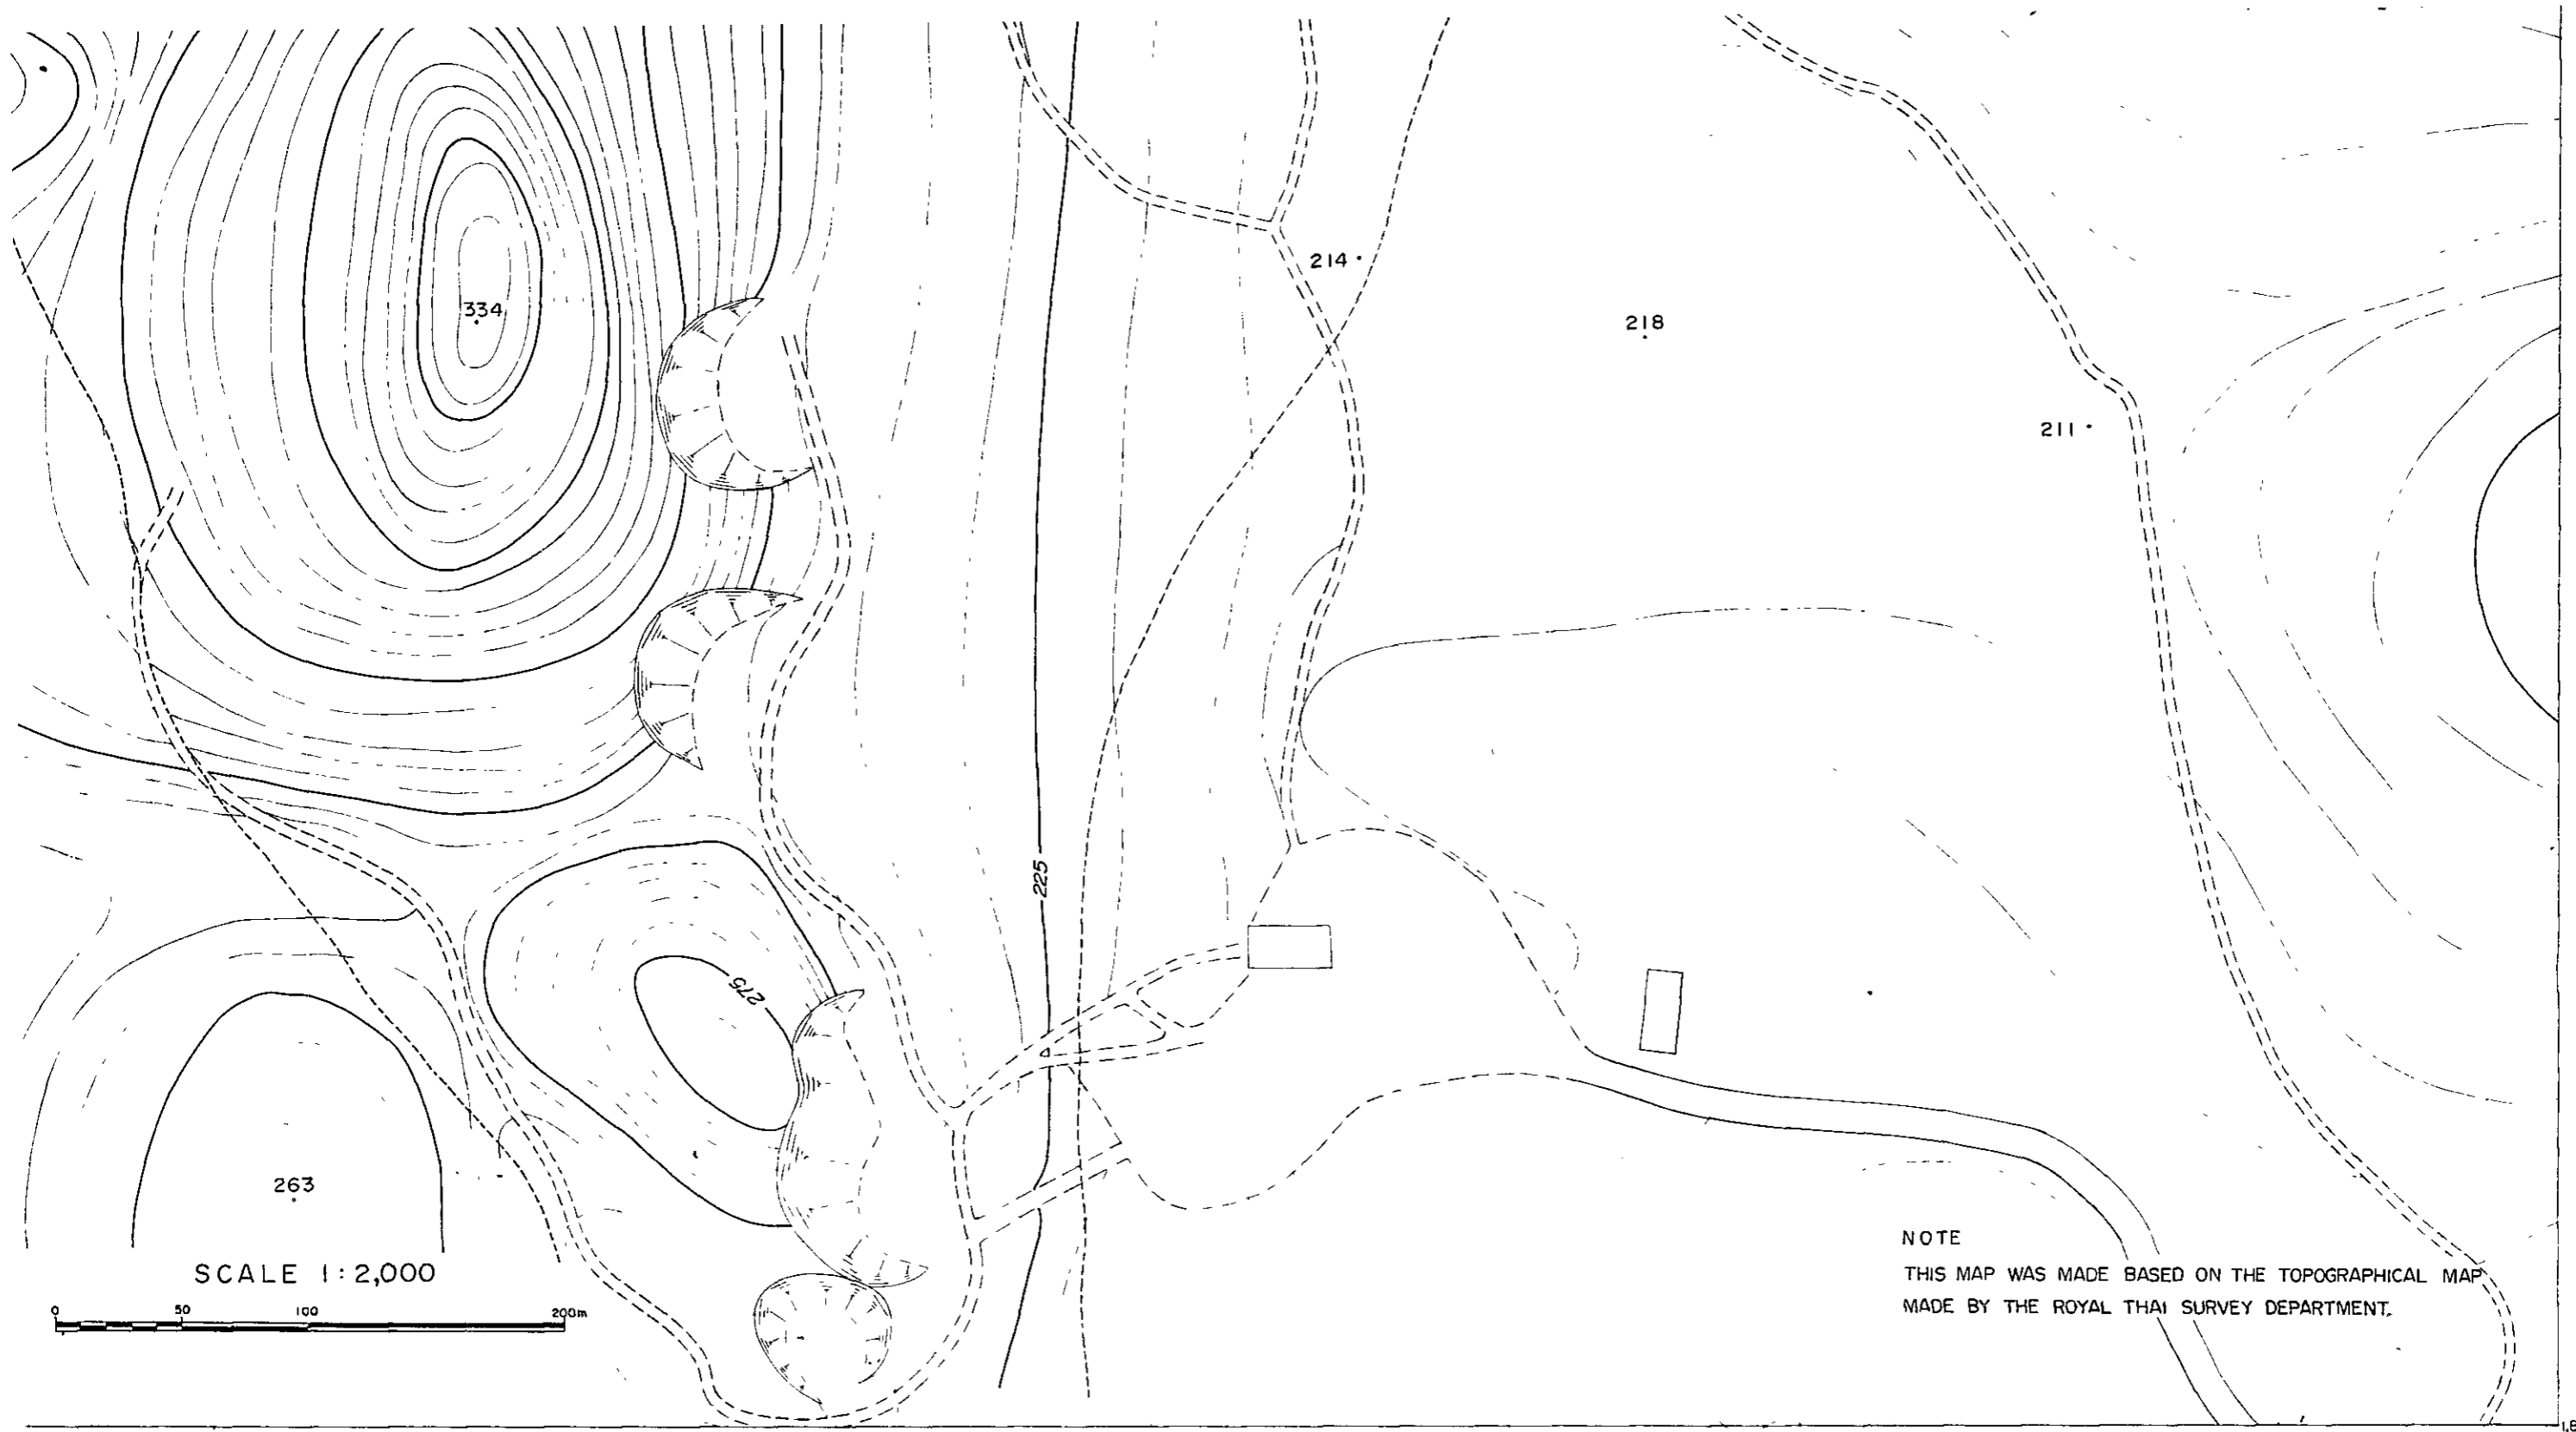 334
214
218
211
225
275
263
SCALE 1:2,000
0 50 100 200m
NOTE
THIS MAP WAS MADE BASED ON THE TOPOGRAPHICAL MAP
MADE BY THE ROYAL THAI SURVEY DEPARTMENT.